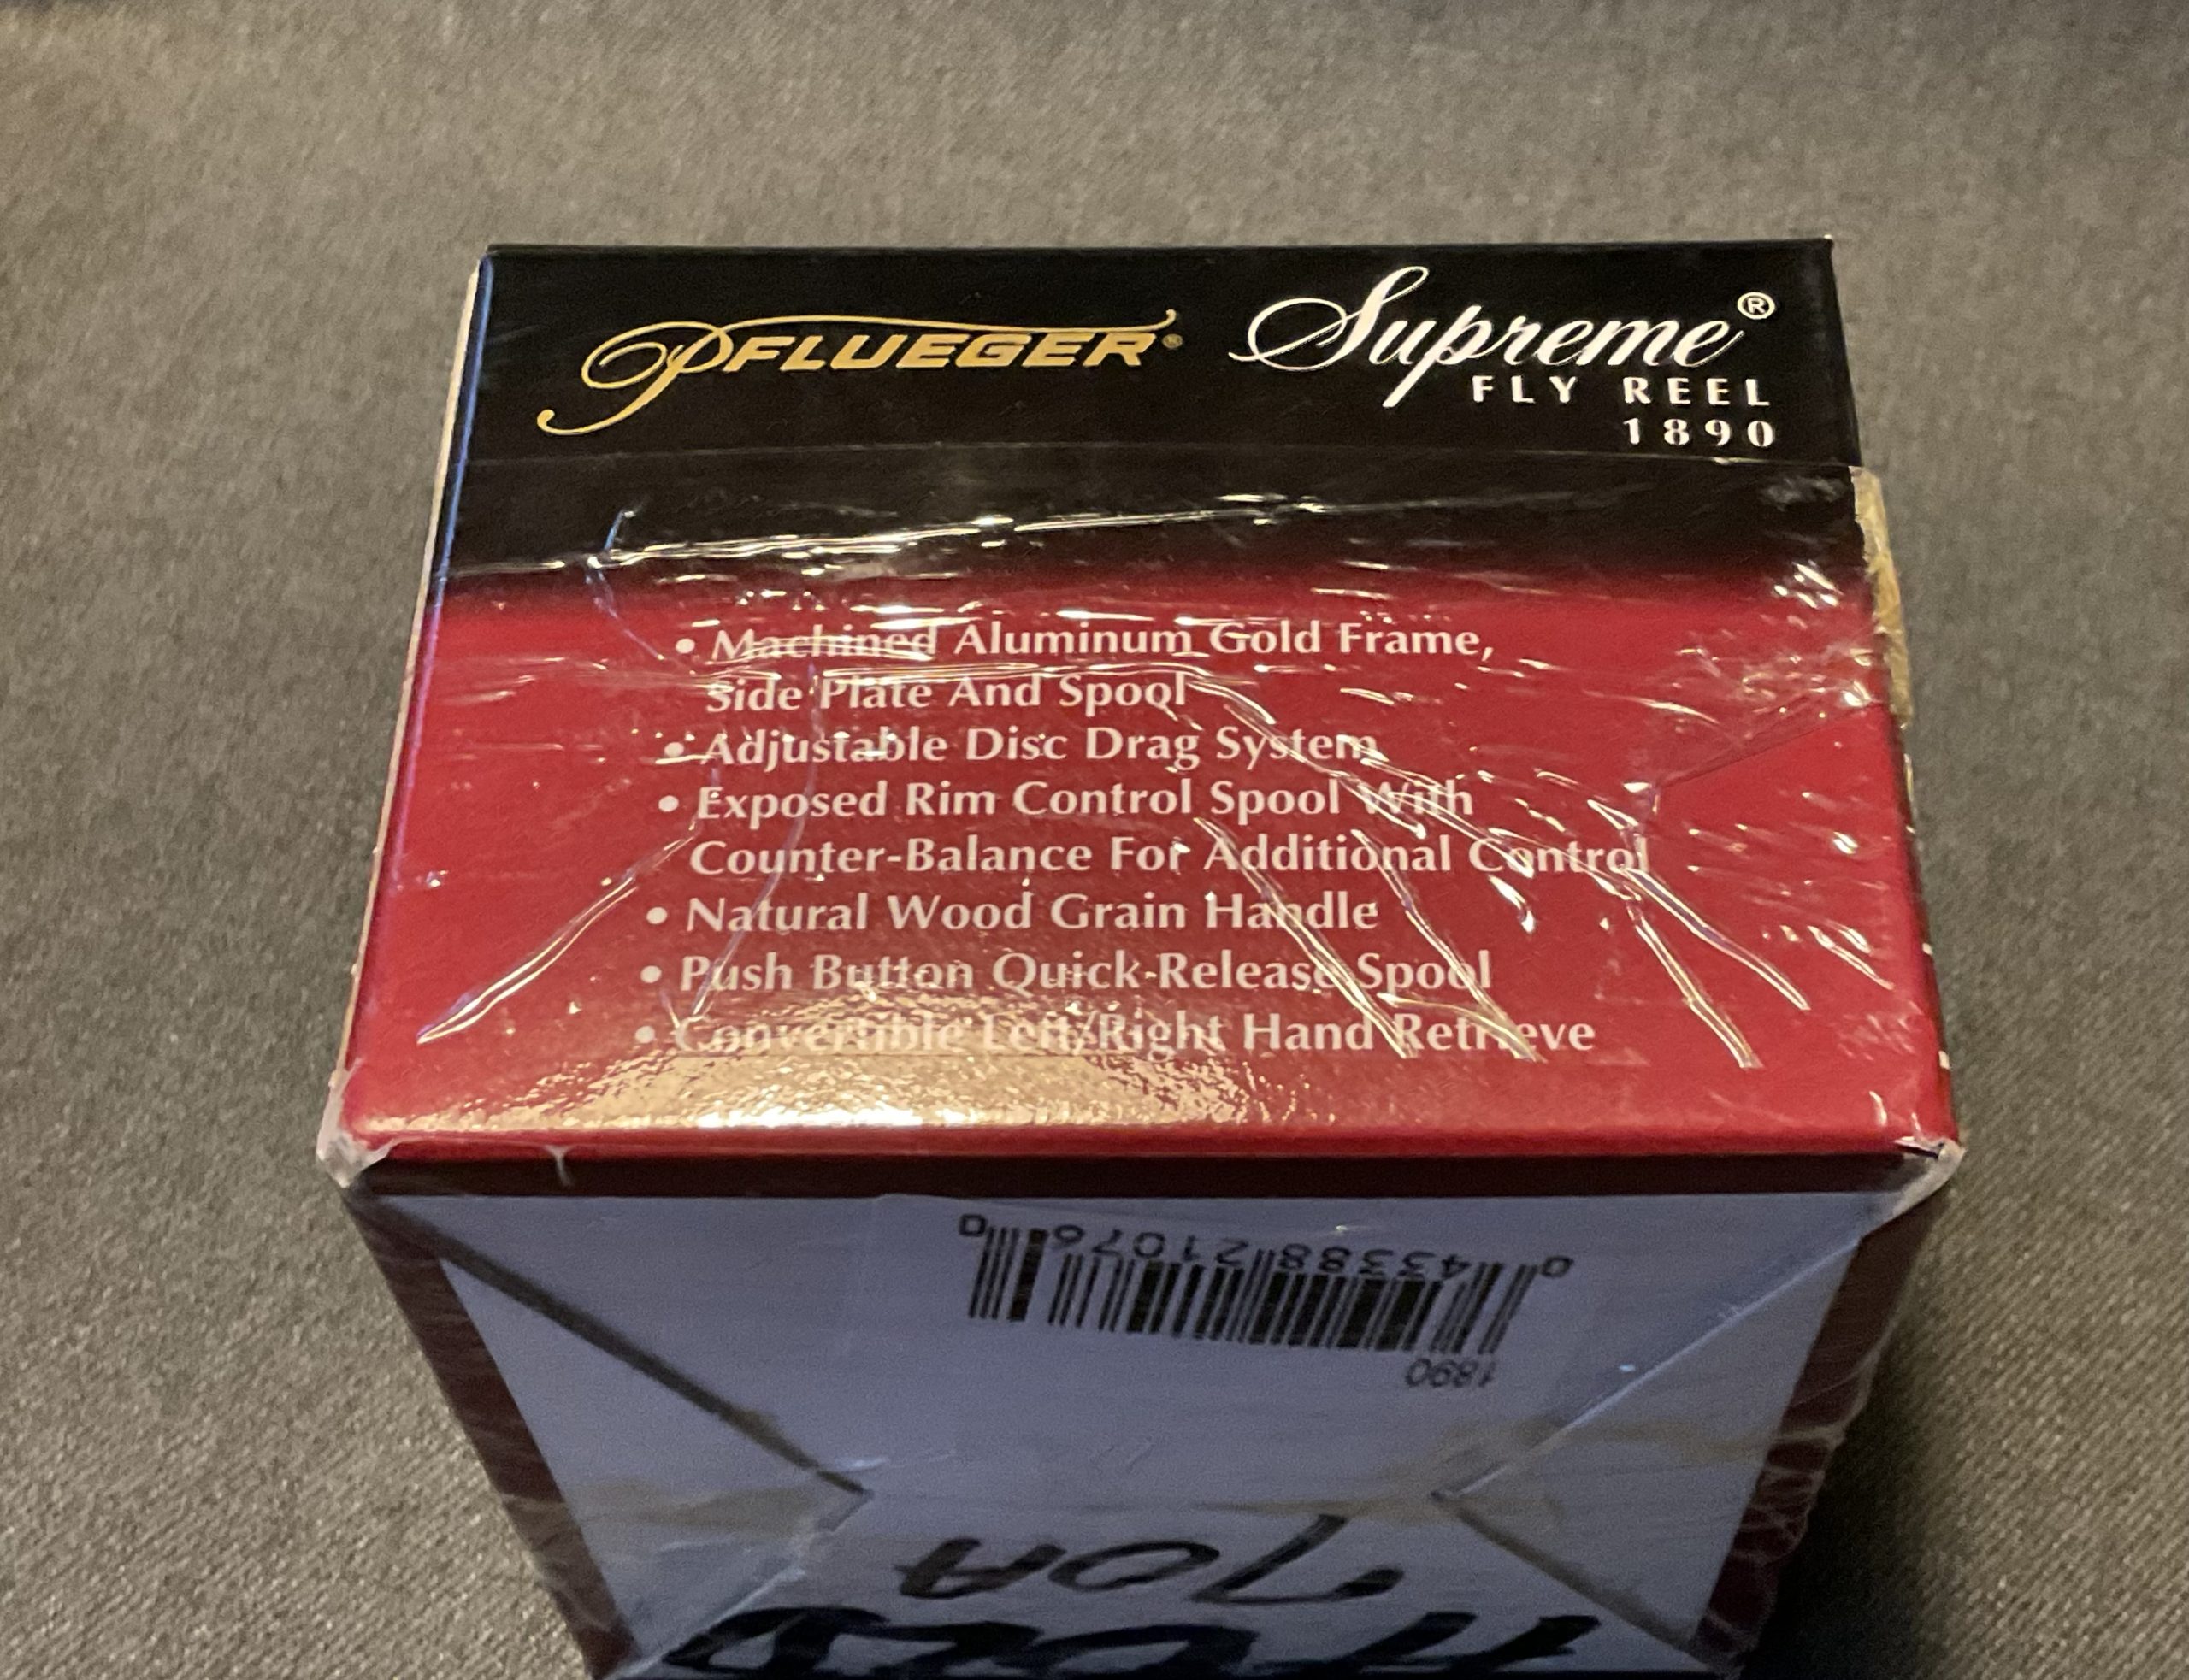 PFLUEGER® Supreme®
FLY REEL
1890
• Machined Aluminum Gold Frame,
Side Plate And Spool
• Adjustable Disc Drag System
• Exposed Rim Control Spool With
Counter-Balance For Additional Control
• Natural Wood Grain Handle
• Push Button Quick-Release Spool
• Convertible Left/Right Hand Retrieve
1890
0 43388 21076 0